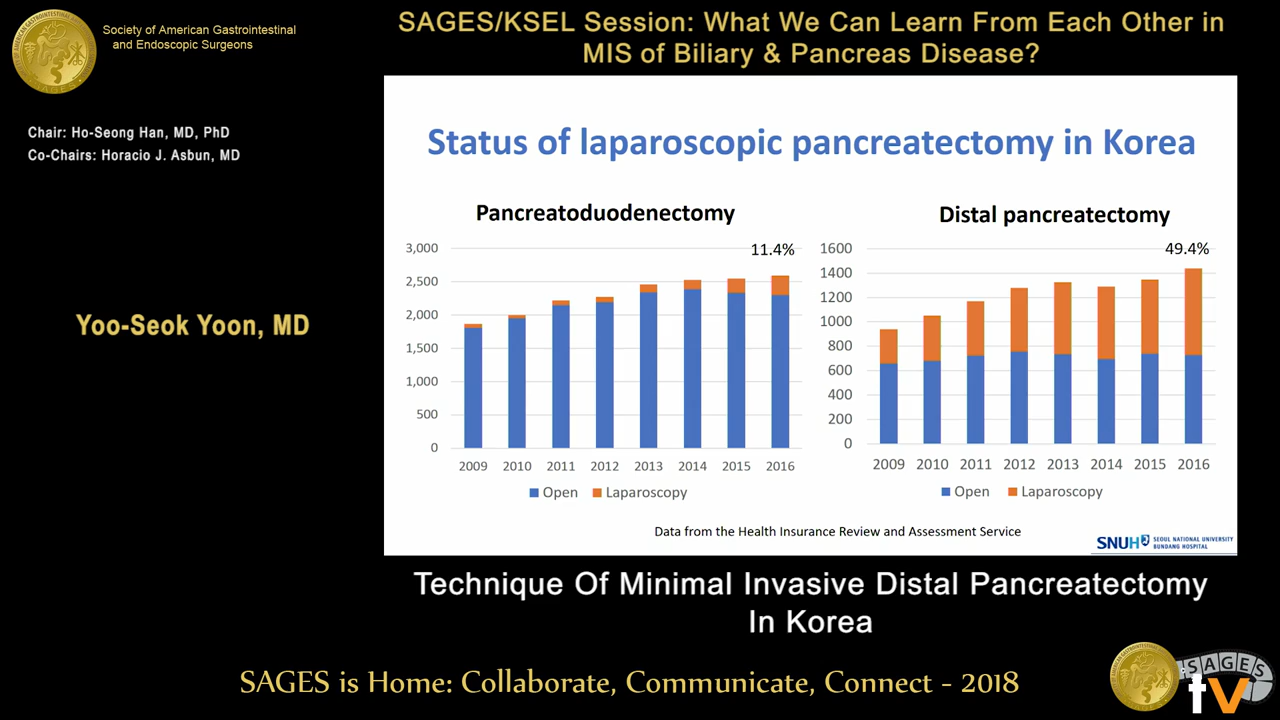 Society of American Gastrointestinal
and Endoscopic Surgeons
SAGES/KSEL Session: What We Can Learn From Each Other in
MIS of Biliary & Pancreas Disease?
Chair: Ho-Seong Han, MD, PhD
Co-Chairs: Horacio J. Asbun, MD
Yoo-Seok Yoon, MD
Status of laparoscopic pancreatectomy in Korea
Pancreatoduodenectomy
11.4%
3,000
2,500
2,000
1,500
1,000
500
0
2009 2010 2011 2012 2013 2014 2015 2016
Open Laparoscopy
Distal pancreatectomy
49.4%
1600
1400
1200
1000
800
600
400
200
0
2009 2010 2011 2012 2013 2014 2015 2016
Open Laparoscopy
Data from the Health Insurance Review and Assessment Service
SNUH SEOUL NATIONAL UNIVERSITY
BUNDANG HOSPITAL
Technique Of Minimal Invasive Distal Pancreatectomy
In Korea
SAGES is Home: Collaborate, Communicate, Connect - 2018
SAGES
tv